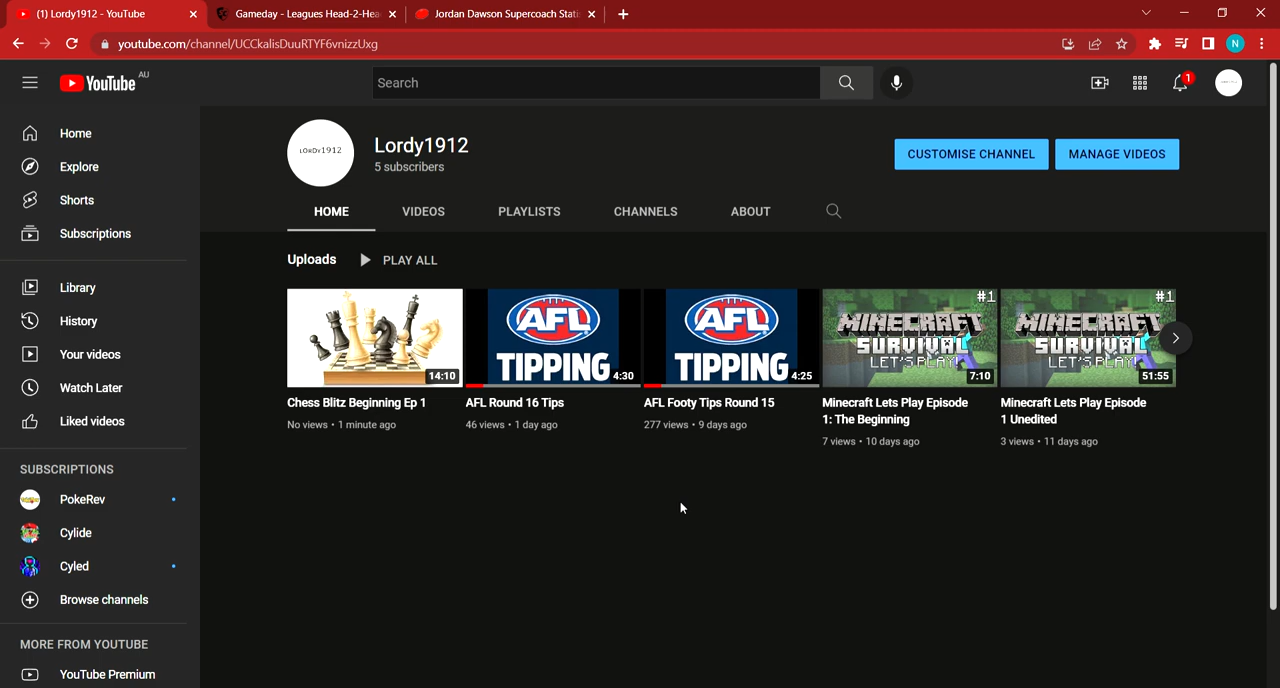 (1) Lordy1912 - YouTube
Gameday - Leagues Head-2-Hea
Jordan Dawson Supercoach Stati
youtube.com/channel/UCCkalisDuuRTYF6vnizzUxg
N
YouTube AU
Search
1
Home
Explore
Shorts
Subscriptions
Library
History
Your videos
Watch Later
Liked videos
SUBSCRIPTIONS
PokeRev
Cylide
Cyled
Browse channels
MORE FROM YOUTUBE
YouTube Premium
LORDY1912
Lordy1912
5 subscribers
CUSTOMISE CHANNEL
MANAGE VIDEOS
HOME
VIDEOS
PLAYLISTS
CHANNELS
ABOUT
Uploads
PLAY ALL
14:10
Chess Blitz Beginning Ep 1
No views • 1 minute ago
AFL
TIPPING
4:30
AFL Round 16 Tips
46 views • 1 day ago
AFL
TIPPING
4:25
AFL Footy Tips Round 15
277 views • 9 days ago
#1
MINECRAFT
SURVIVAL
LET'S PLAY!
7:10
Minecraft Lets Play Episode
1: The Beginning
7 views • 10 days ago
#1
MINECRAFT
SURVIVAL
LET'S PLAY!
51:55
Minecraft Lets Play Episode
1 Unedited
3 views • 11 days ago